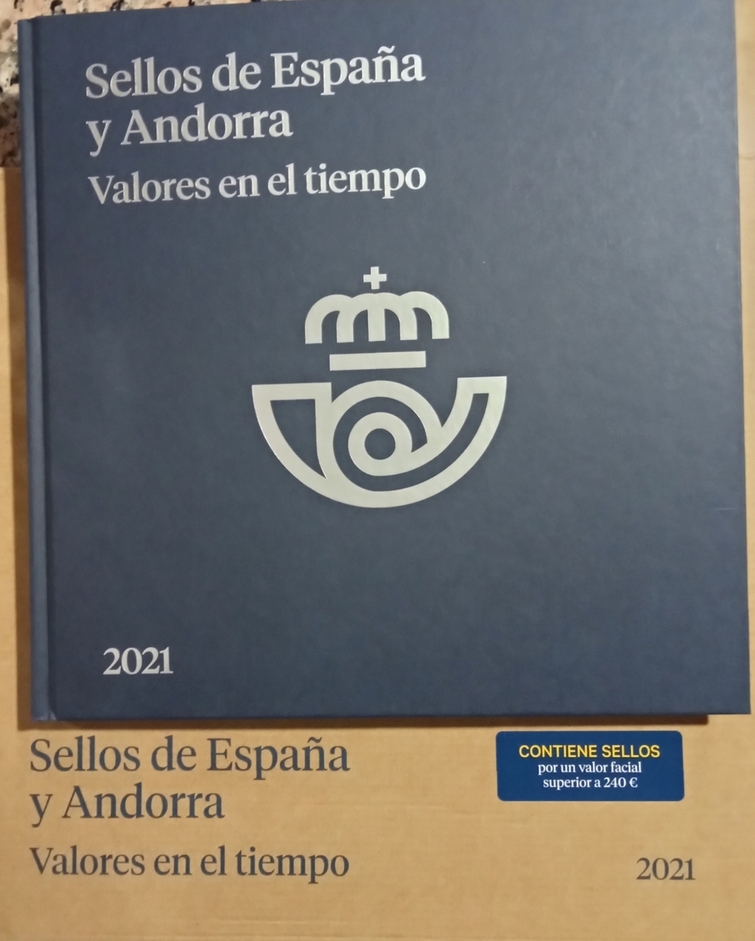 Sellos de España
y Andorra
Valores en el tiempo
2021
Sellos de España
y Andorra
Valores en el tiempo
CONTIENE SELLOS
por un valor facial
superior a 240 €
2021